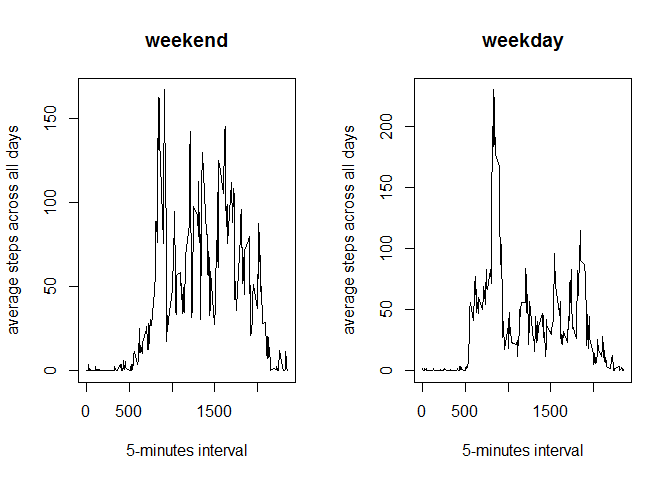 weekend
average steps across all days
150
100
50
0
0 500 1500
5-minutes interval
weekday
average steps across all days
200
150
100
50
0
0 500 1500
5-minutes interval